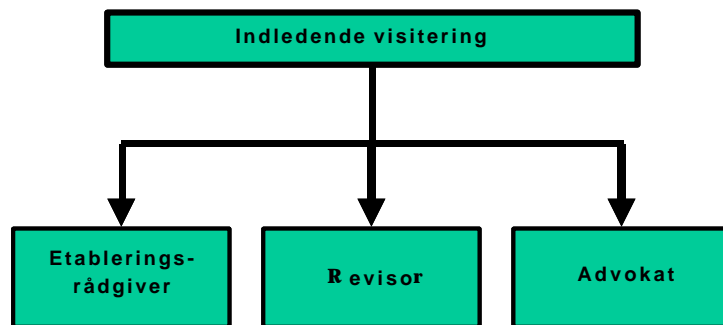 Indledende visitering
Etablerings-
rådgiver
Revisor
Advokat